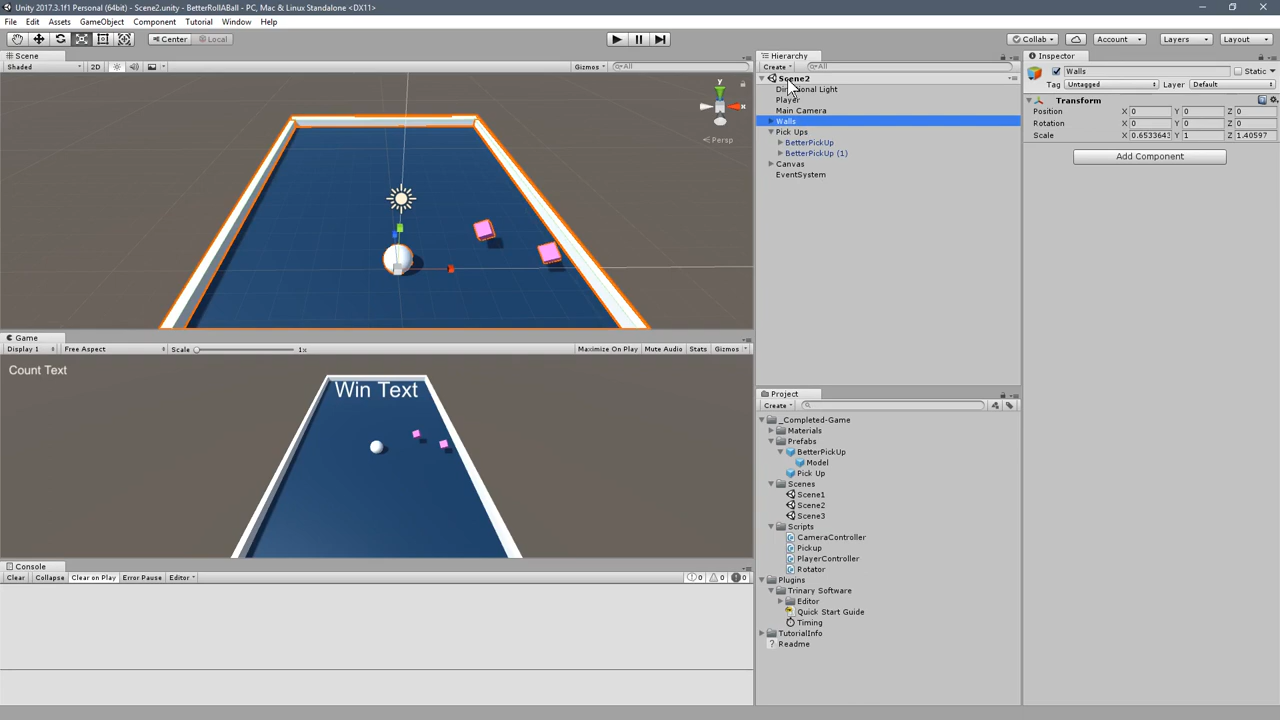 Unity 2017.3.1f1 Personal (64bit) - Scene2.unity - BetterRollABall - PC, Mac & Linux Standalone <DX11>
File Edit Assets GameObject Component Tutorial Window Help
Center Local Collab Account Layers Layout
Scene
Shaded 2D Gizmos All
y
x
Persp
Game
Display 1 Free Aspect Scale 1x Maximize On Play Mute Audio Stats Gizmos
Count Text
Win Text
Console
Clear Collapse Clear on Play Error Pause Editor 0 0 0
Hierarchy
Create All
Scene2
Directional Light
Player
Main Camera
Walls
Pick Ups
BetterPickUp
BetterPickUp (1)
Canvas
EventSystem
Project
Create
_Completed-Game
Materials
Prefabs
BetterPickUp
Model
Pick Up
Scenes
Scene1
Scene2
Scene3
Scripts
CameraController
Pickup
PlayerController
Rotator
Plugins
Trinary Software
Editor
Quick Start Guide
Timing
TutorialInfo
Readme
Inspector
Walls Static
Tag Untagged Layer Default
Transform
Position X 0 Y 0 Z 0
Rotation X 0 Y 0 Z 0
Scale X 0.6533643 Y 1 Z 1.40597
Add Component